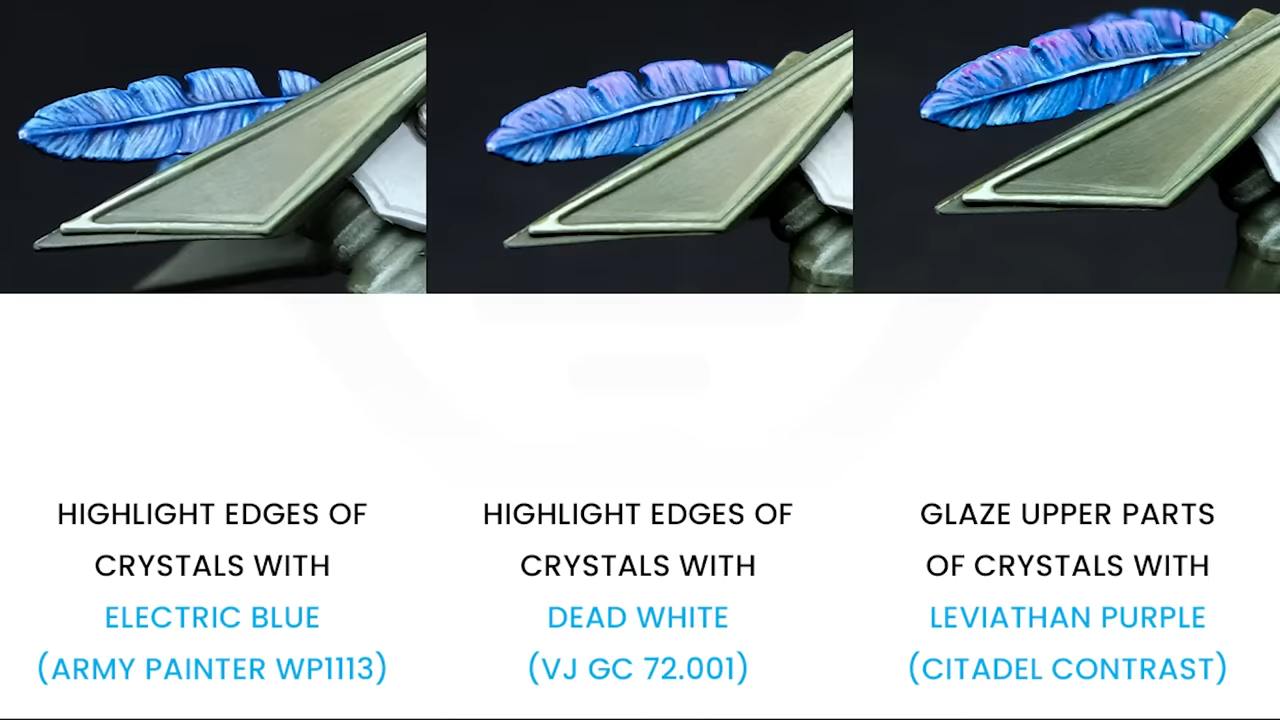 HIGHLIGHT EDGES OF
CRYSTALS WITH
ELECTRIC BLUE
(ARMY PAINTER WP1113)
HIGHLIGHT EDGES OF
CRYSTALS WITH
DEAD WHITE
(VJ GC 72.001)
GLAZE UPPER PARTS
OF CRYSTALS WITH
LEVIATHAN PURPLE
(CITADEL CONTRAST)